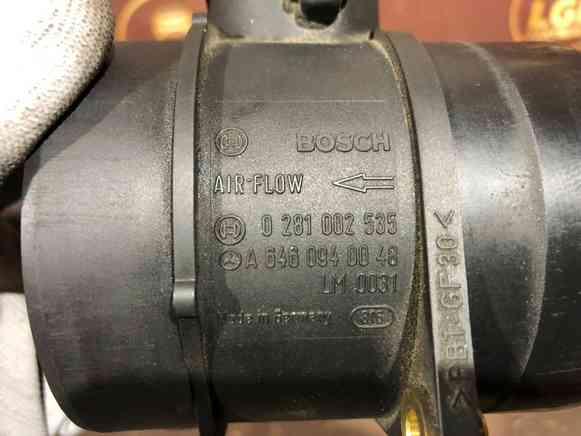 BOSCH
AIR-FLOW
0 281 002 535
A 646 094 00 48
LM 0031
Made in Germany
>PBT-GF30<